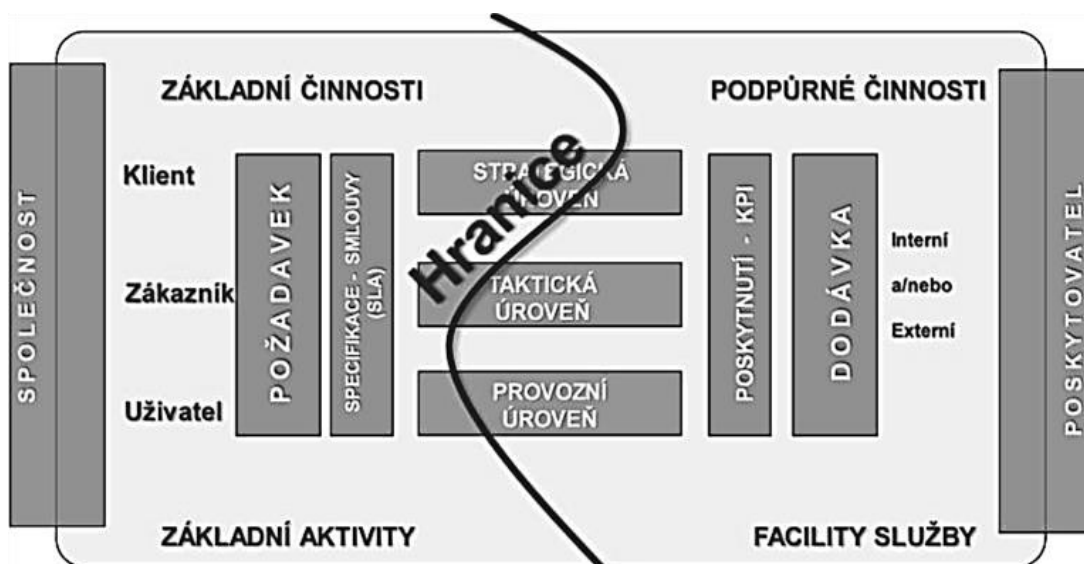 ZÁKLADNÍ ČINNOSTI
PODPŮRNÉ ČINNOSTI
SPOLEČNOST
Klient
Zákazník
Uživatel
POŽADAVEK
SPECIFIKACE - SMLOUVY
(SLA)
Hranice
STRATEGICKÁ
ÚROVEŇ
TAKTICKÁ
ÚROVEŇ
PROVOZNÍ
ÚROVEŇ
POSKYTNUTÍ - KPI
DODÁVKA
Interní
a/nebo
Externí
POSKYTOVATEL
ZÁKLADNÍ AKTIVITY
FACILITY SLUŽBY